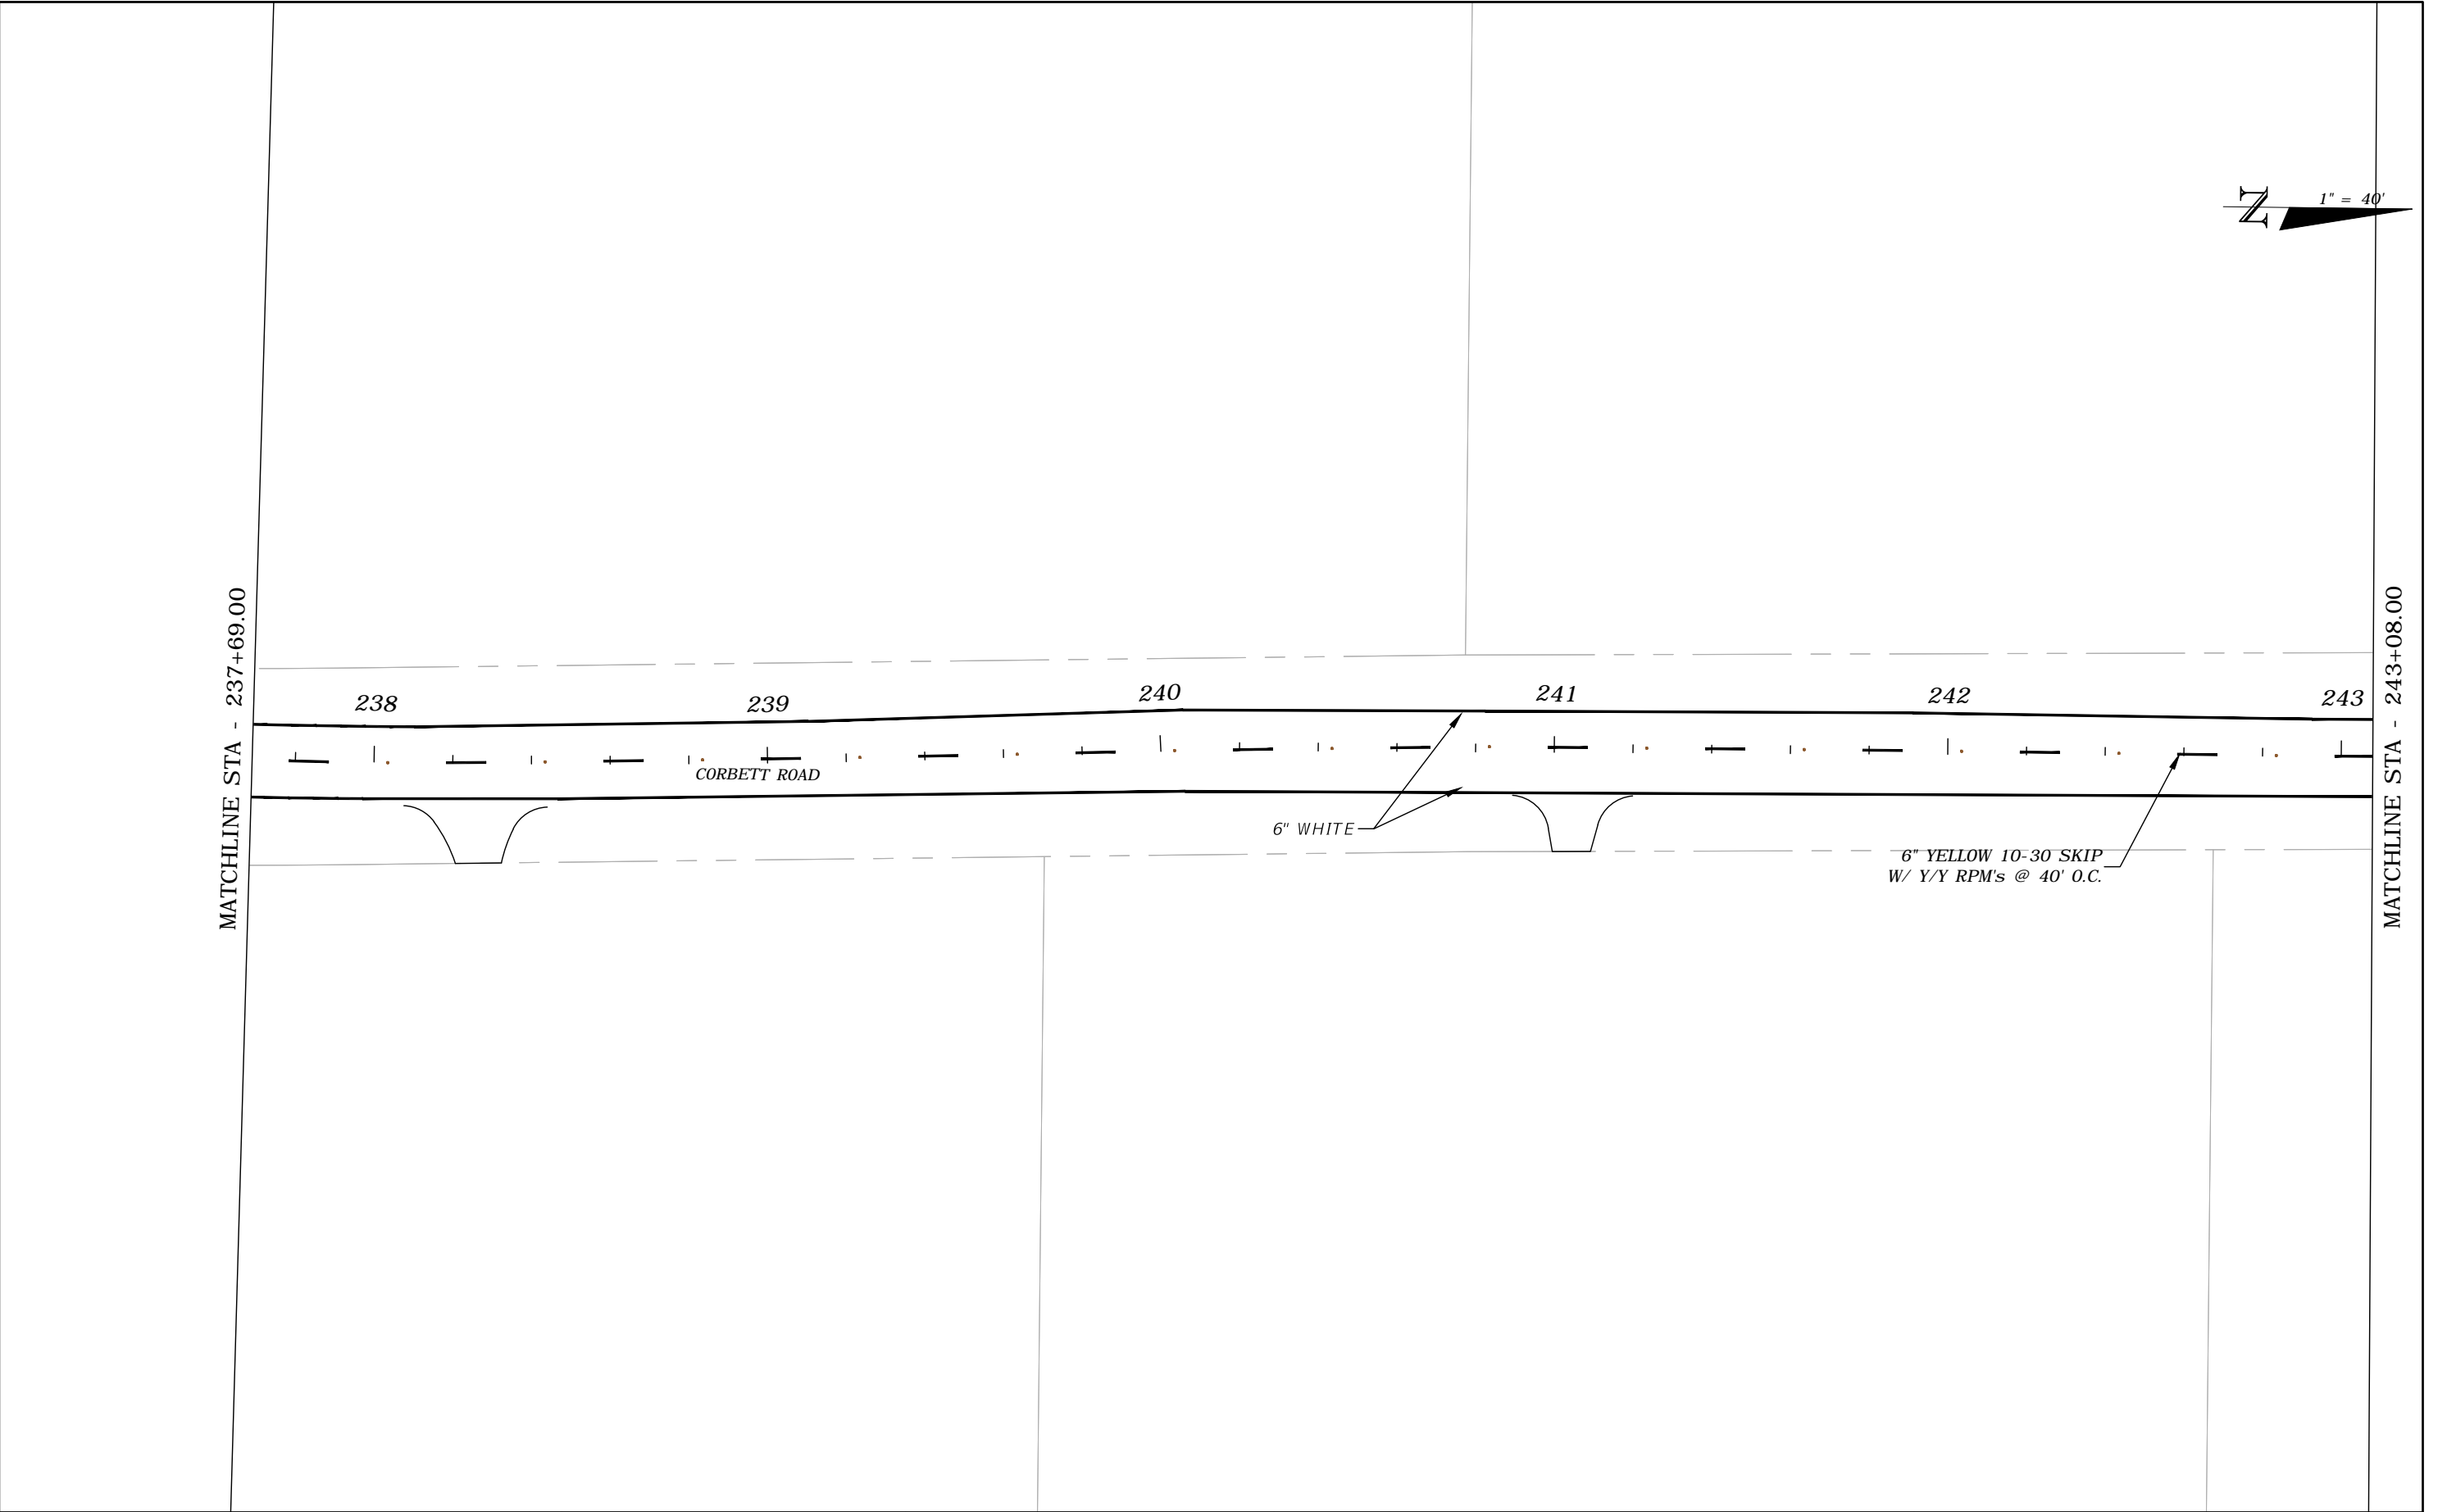 N
1" = 40'
MATCHLINE STA - 237+69.00
MATCHLINE STA - 243+08.00
238
239
240
241
242
243
CORBETT ROAD
6" WHITE
6" YELLOW 10-30 SKIP
W/ Y/Y RPM's @ 40' O.C.